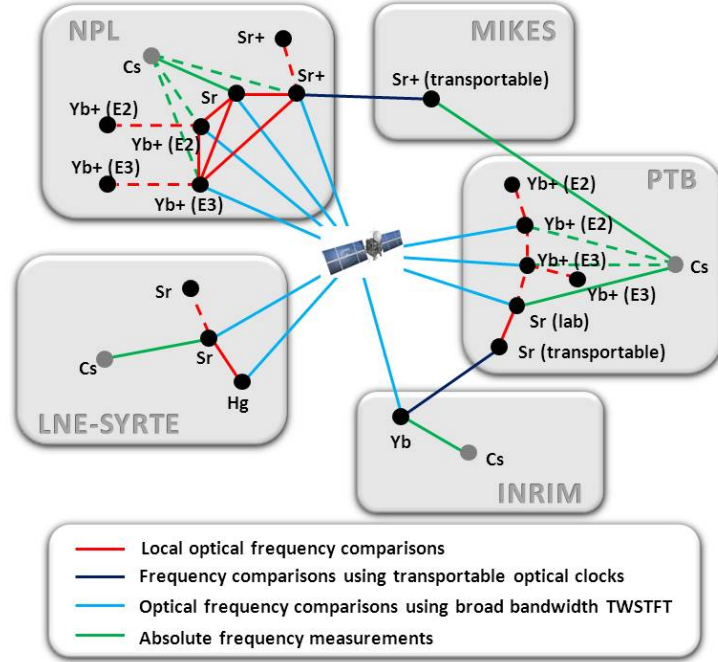 NPL
Cs
Sr+
Sr
Sr+
Yb+ (E2)
Yb+ (E2)
Yb+ (E3)
Yb+ (E3)
MIKES
Sr+ (transportable)
PTB
Yb+ (E2)
Yb+ (E2)
Yb+ (E3)
Yb+ (E3)
Cs
Sr (lab)
Sr (transportable)
Sr
Sr
Cs
Hg
LNE-SYRTE
Yb
Cs
INRIM
Local optical frequency comparisons
Frequency comparisons using transportable optical clocks
Optical frequency comparisons using broad bandwidth TWSTFT
Absolute frequency measurements